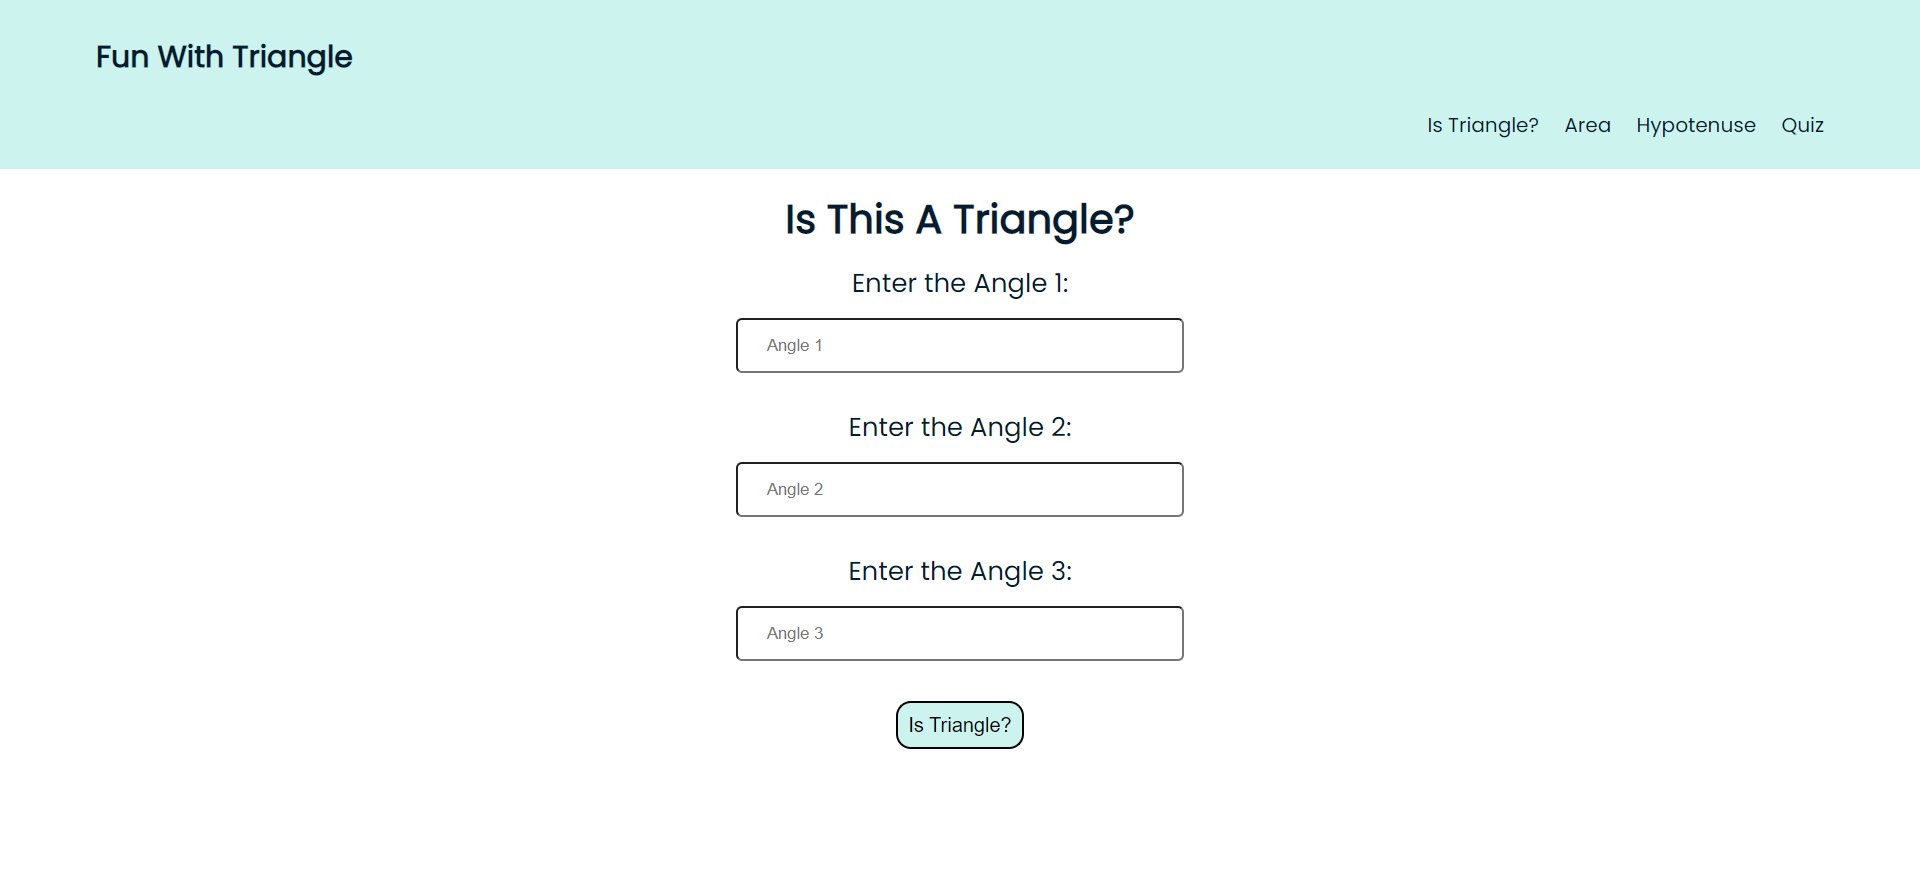 Fun With Triangle
Is Triangle? Area Hypotenuse Quiz
Is This A Triangle?
Enter the Angle 1:
Angle 1
Enter the Angle 2:
Angle 2
Enter the Angle 3:
Angle 3
Is Triangle?